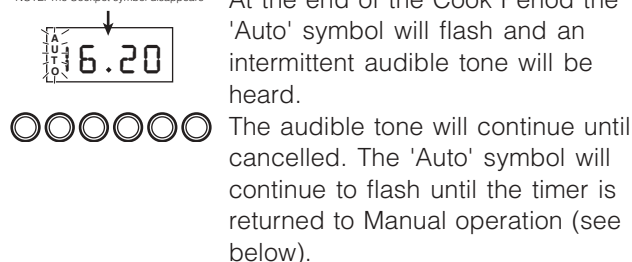 At the end of the Cook Period the
'Auto' symbol will flash and an
AUTO 16.20
intermittent audible tone will be
heard.
The audible tone will continue until
cancelled. The 'Auto' symbol will
continue to flash until the timer is
returned to Manual operation (see
below).